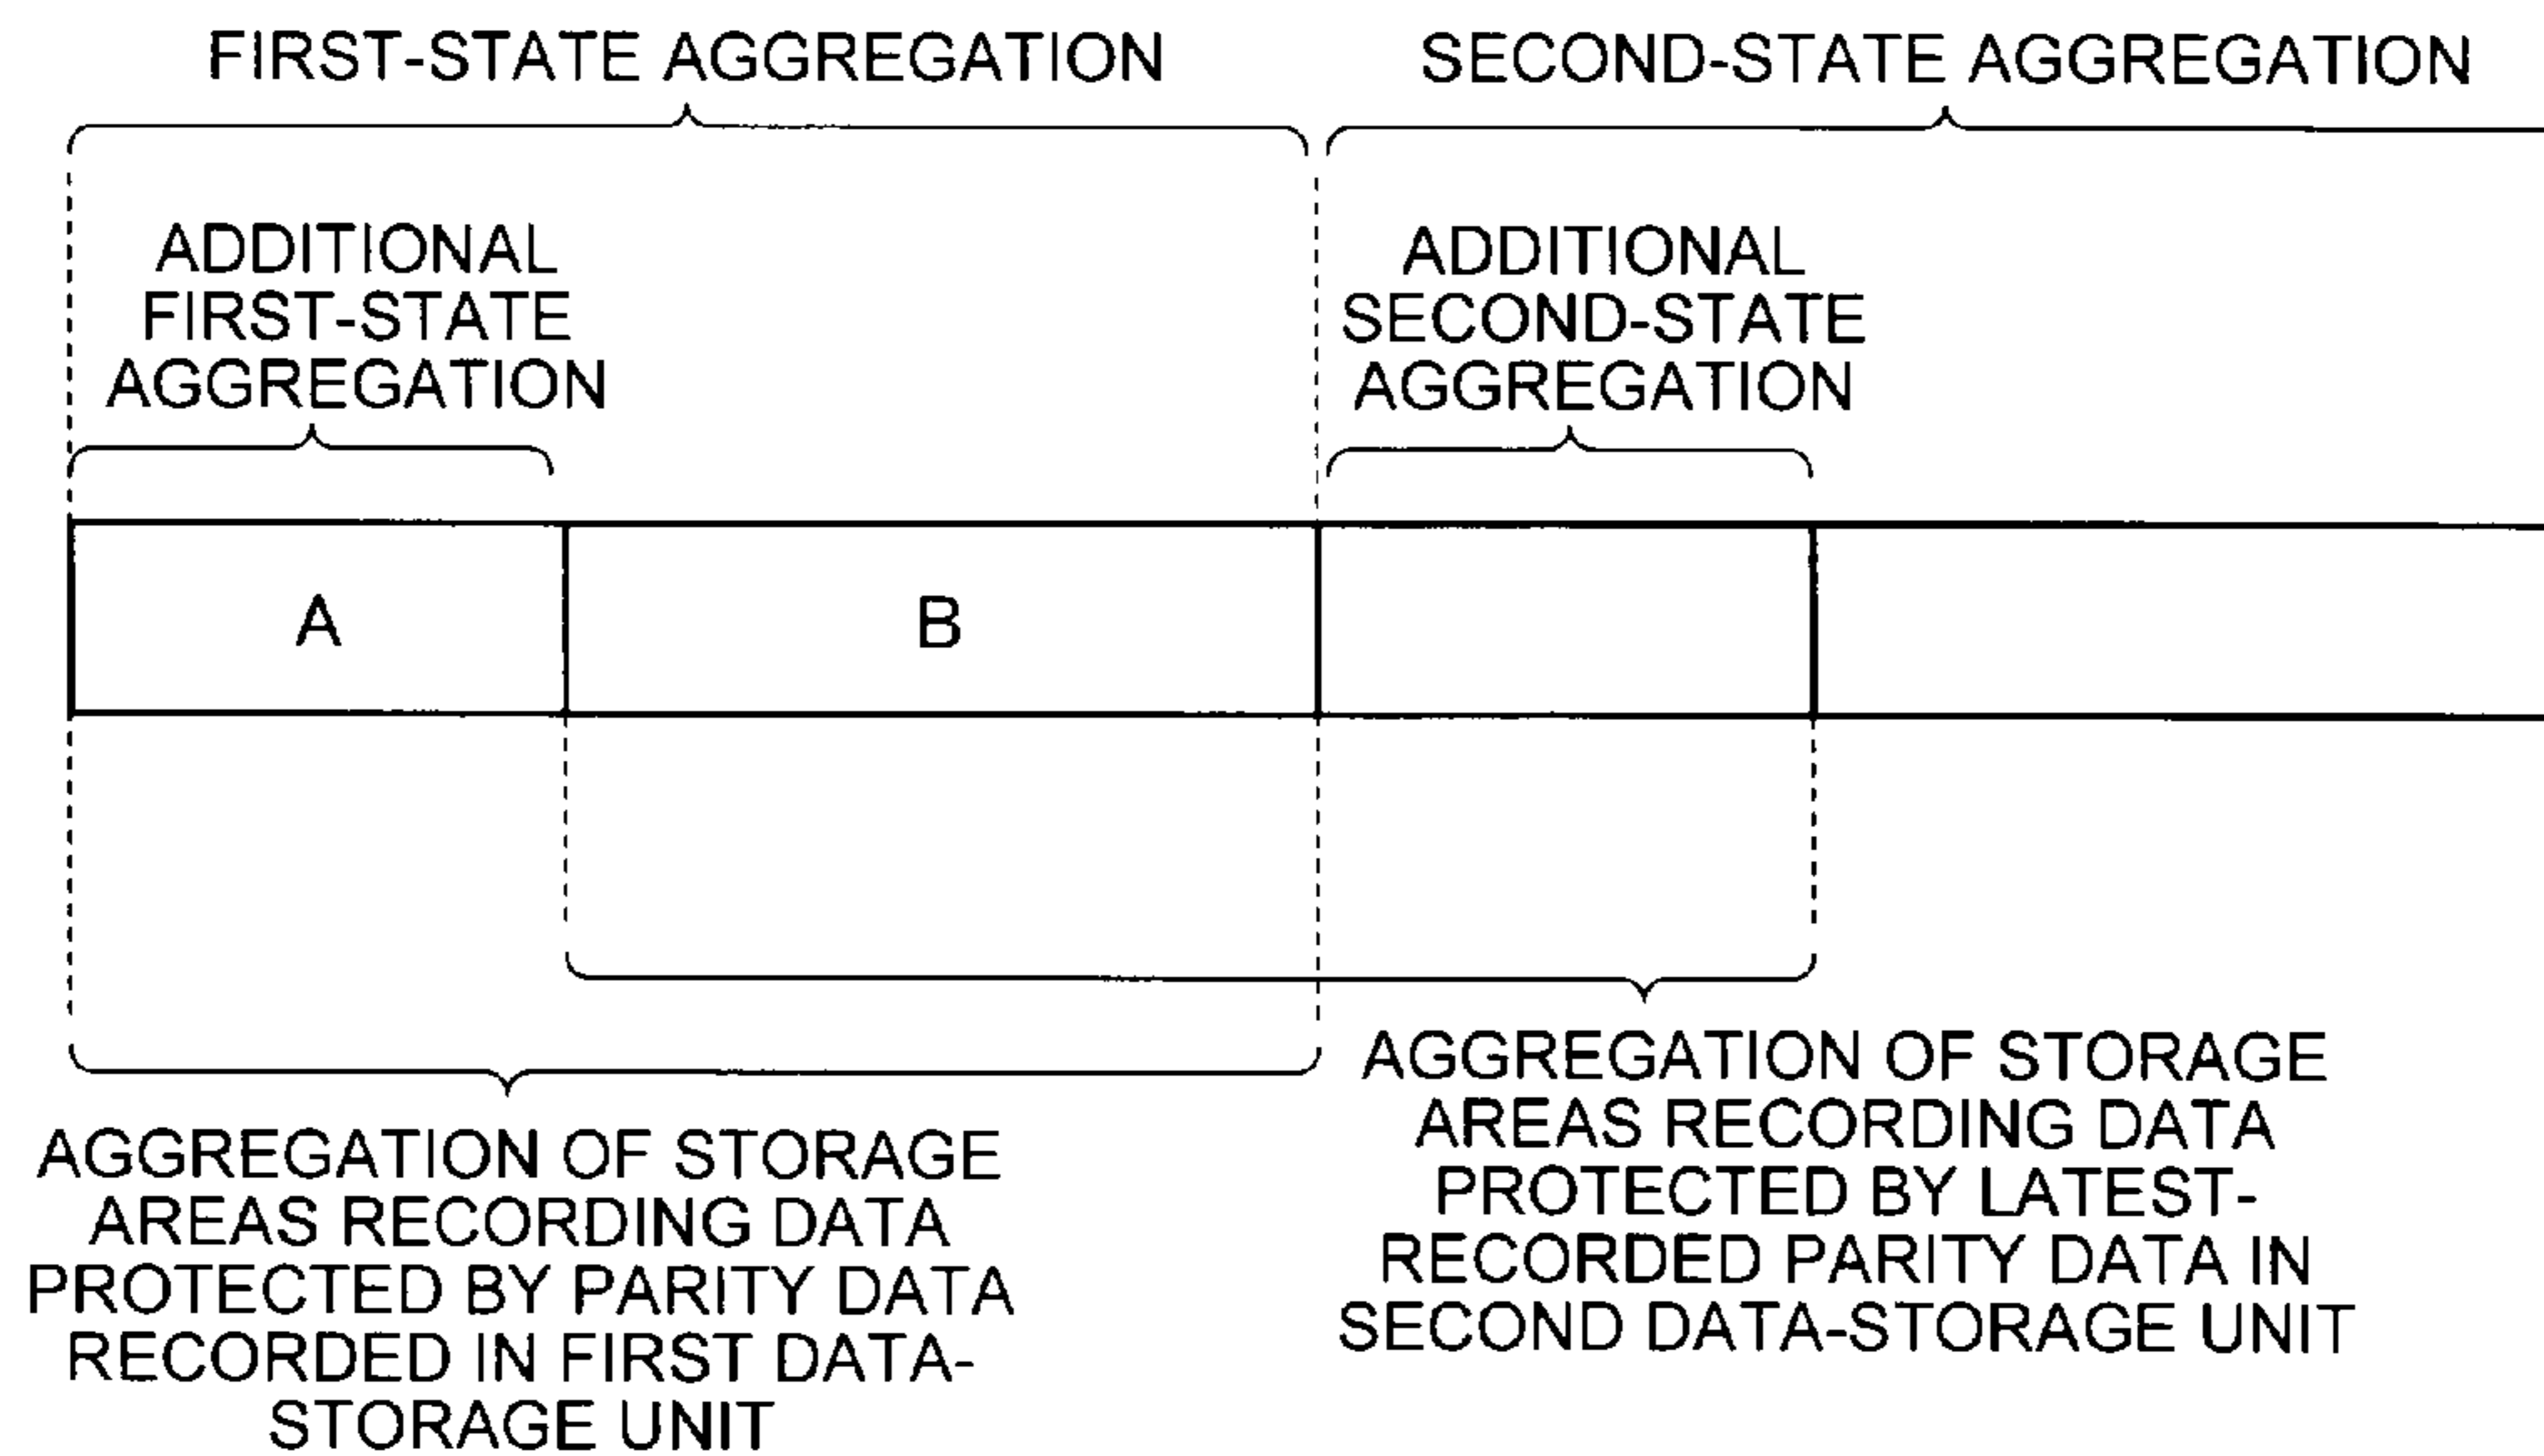 FIRST-STATE AGGREGATION
SECOND-STATE AGGREGATION
ADDITIONAL
FIRST-STATE
AGGREGATION
ADDITIONAL
SECOND-STATE
AGGREGATION
A
B
AGGREGATION OF STORAGE
AREAS RECORDING DATA
PROTECTED BY PARITY DATA
RECORDED IN FIRST DATA-
STORAGE UNIT
AGGREGATION OF STORAGE
AREAS RECORDING DATA
PROTECTED BY LATEST-
RECORDED PARITY DATA IN
SECOND DATA-STORAGE UNIT